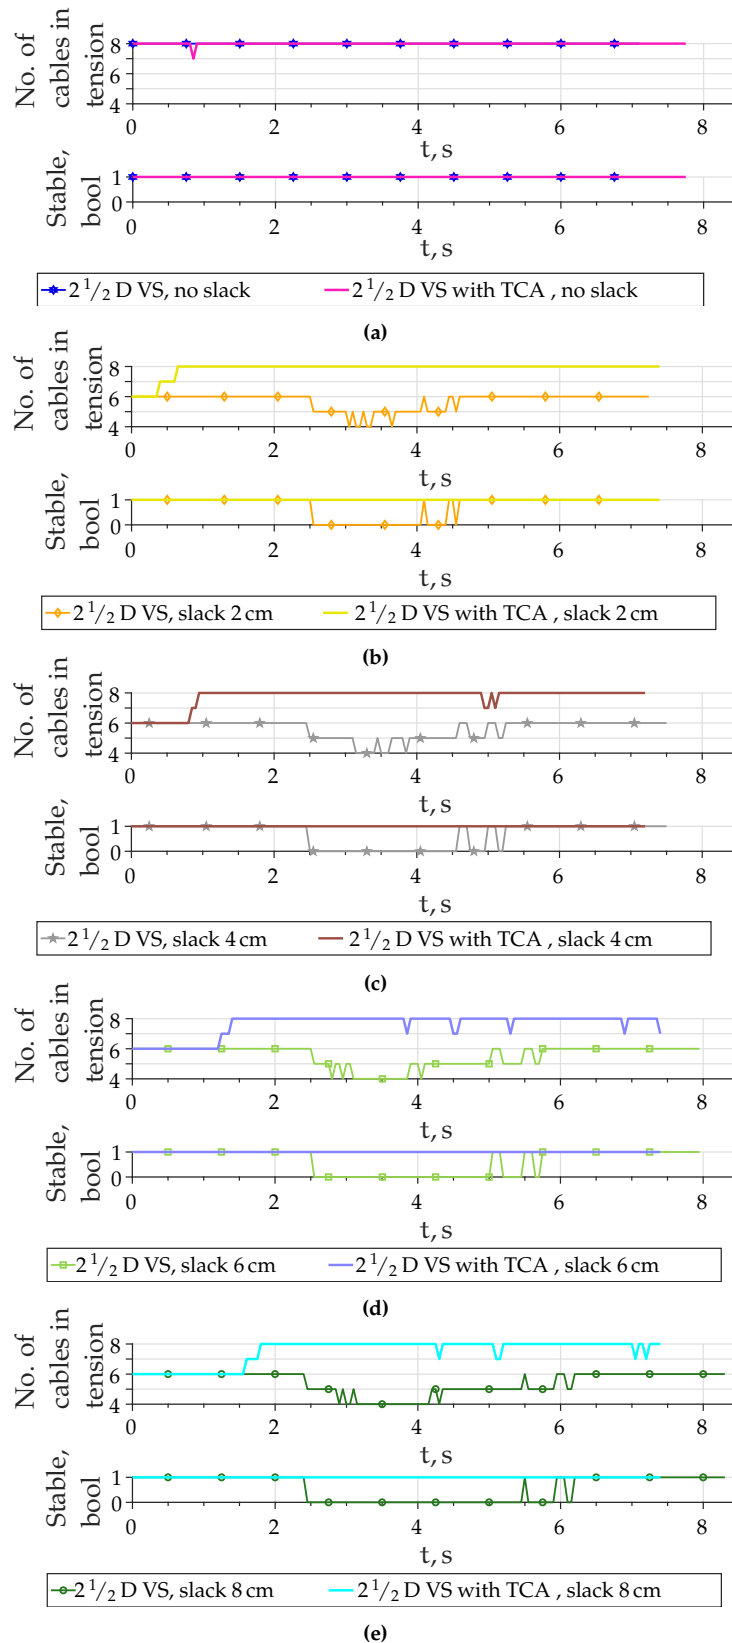 No. of
cables in
tension
8
6
4
0 2 4 6 8
t, s
Stable,
bool
1
0
0 2 4 6 8
t, s
2 1/2 D VS, no slack 2 1/2 D VS with TCA , no slack
(a)
No. of
cables in
tension
8
6
4
0 2 4 6 8
t, s
Stable,
bool
1
0
0 2 4 6 8
t, s
2 1/2 D VS, slack 2 cm 2 1/2 D VS with TCA , slack 2 cm
(b)
No. of
cables in
tension
8
6
4
0 2 4 6 8
t, s
Stable,
bool
1
0
0 2 4 6 8
t, s
2 1/2 D VS, slack 4 cm 2 1/2 D VS with TCA , slack 4 cm
(c)
No. of
cables in
tension
8
6
4
0 2 4 6 8
t, s
Stable,
bool
1
0
0 2 4 6 8
t, s
2 1/2 D VS, slack 6 cm 2 1/2 D VS with TCA , slack 6 cm
(d)
No. of
cables in
tension
8
6
4
0 2 4 6 8
t, s
Stable,
bool
1
0
0 2 4 6 8
t, s
2 1/2 D VS, slack 8 cm 2 1/2 D VS with TCA , slack 8 cm
(e)